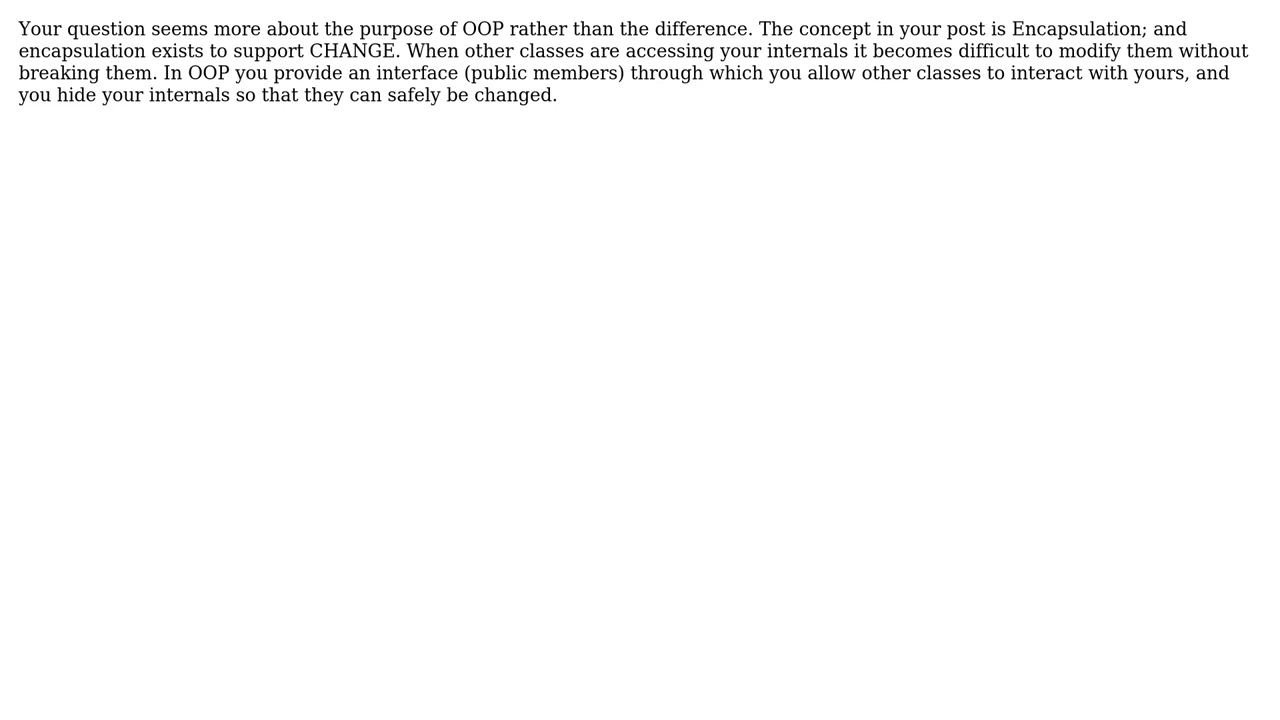 Your question seems more about the purpose of OOP rather than the difference. The concept in your post is Encapsulation; and
encapsulation exists to support CHANGE. When other classes are accessing your internals it becomes difficult to modify them without
breaking them. In OOP you provide an interface (public members) through which you allow other classes to interact with yours, and
you hide your internals so that they can safely be changed.